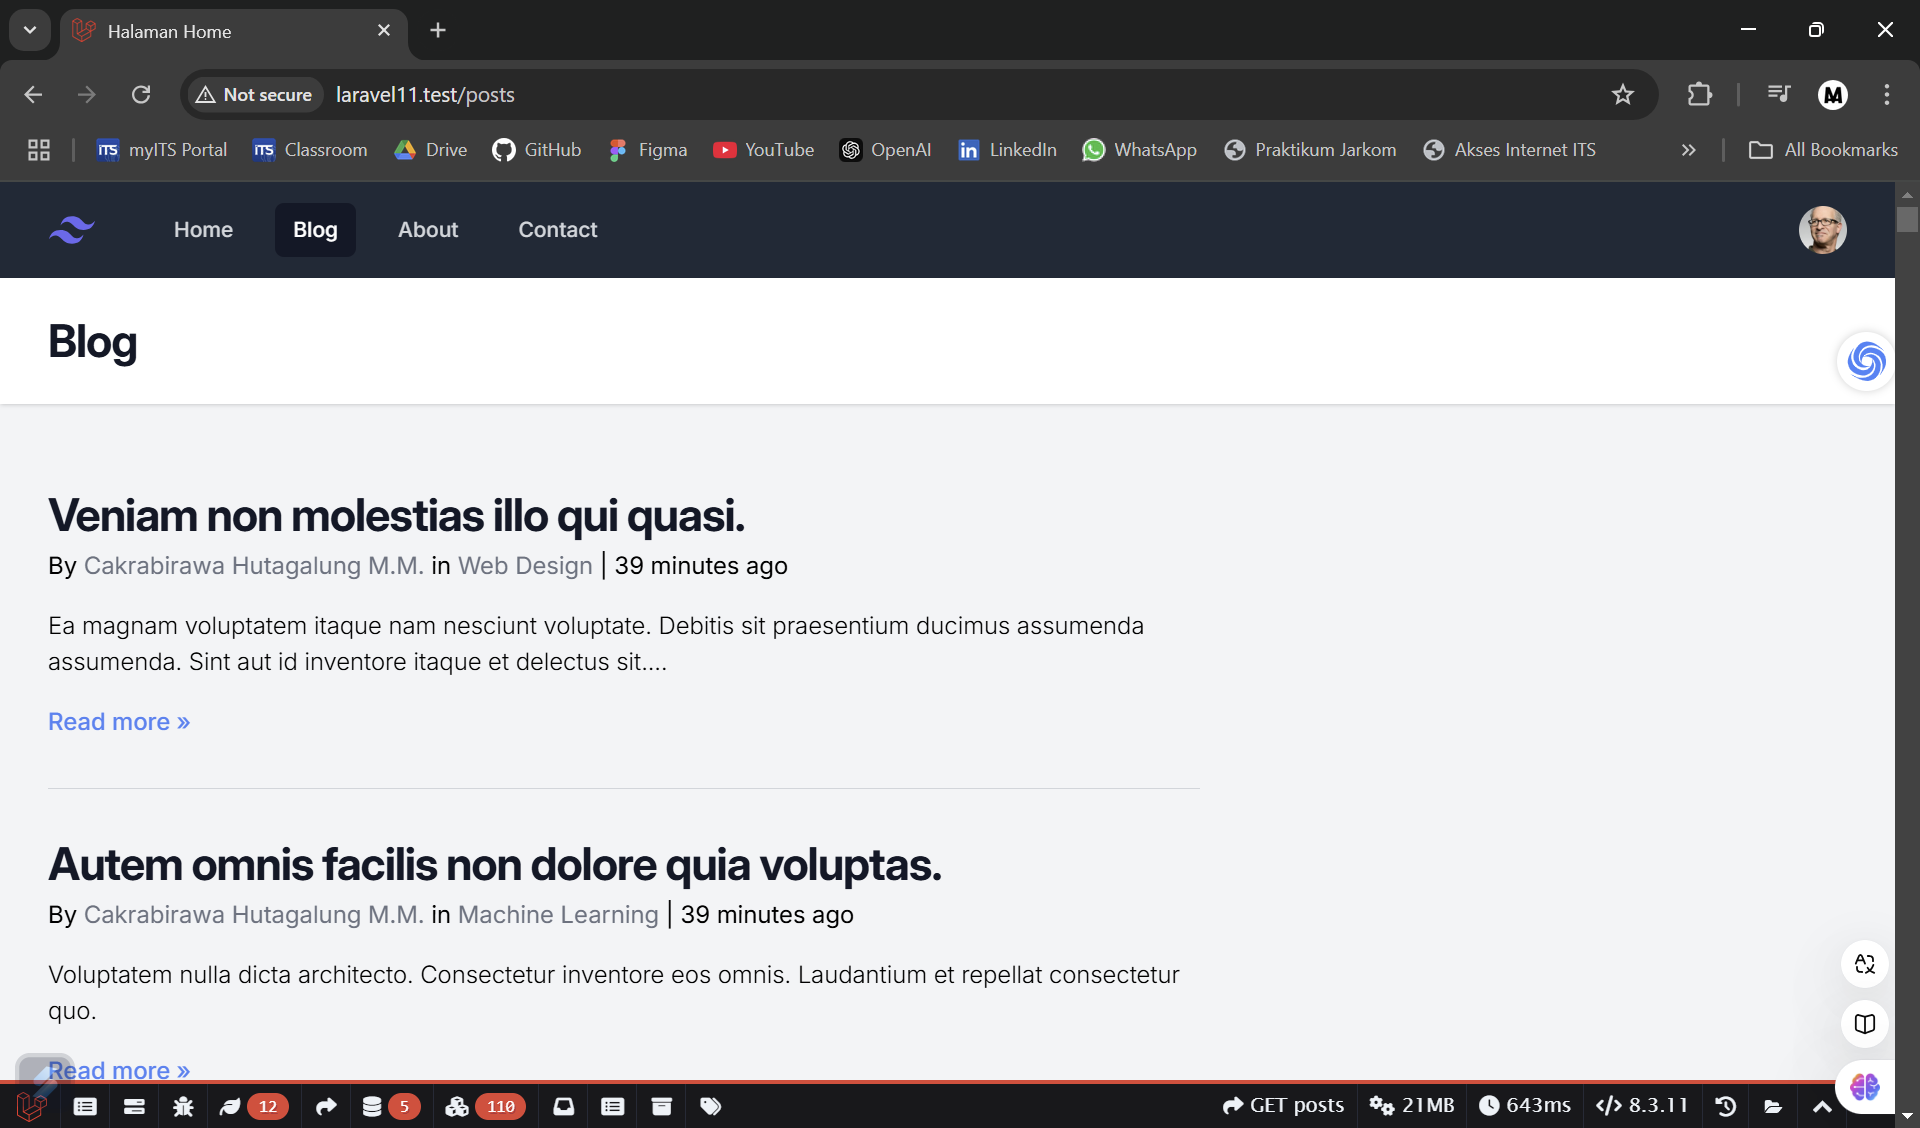 Halaman Home
Not secure
laravel11.test/posts
myITS Portal
Classroom
Drive
GitHub
Figma
YouTube
OpenAI
LinkedIn
WhatsApp
Praktikum Jarkom
Akses Internet ITS
All Bookmarks
Home
Blog
About
Contact
Blog
Veniam non molestias illo qui quasi.
By Cakrabirawa Hutagalung M.M. in Web Design | 39 minutes ago
Ea magnam voluptatem itaque nam nesciunt voluptate. Debitis sit praesentium ducimus assumenda
assumenda. Sint aut id inventore itaque et delectus sit....
Read more »
Autem omnis facilis non dolore quia voluptas.
By Cakrabirawa Hutagalung M.M. in Machine Learning | 39 minutes ago
Voluptatem nulla dicta architecto. Consectetur inventore eos omnis. Laudantium et repellat consectetur
quo.
Read more »
12
5
110
GET posts
21MB
643ms
8.3.11